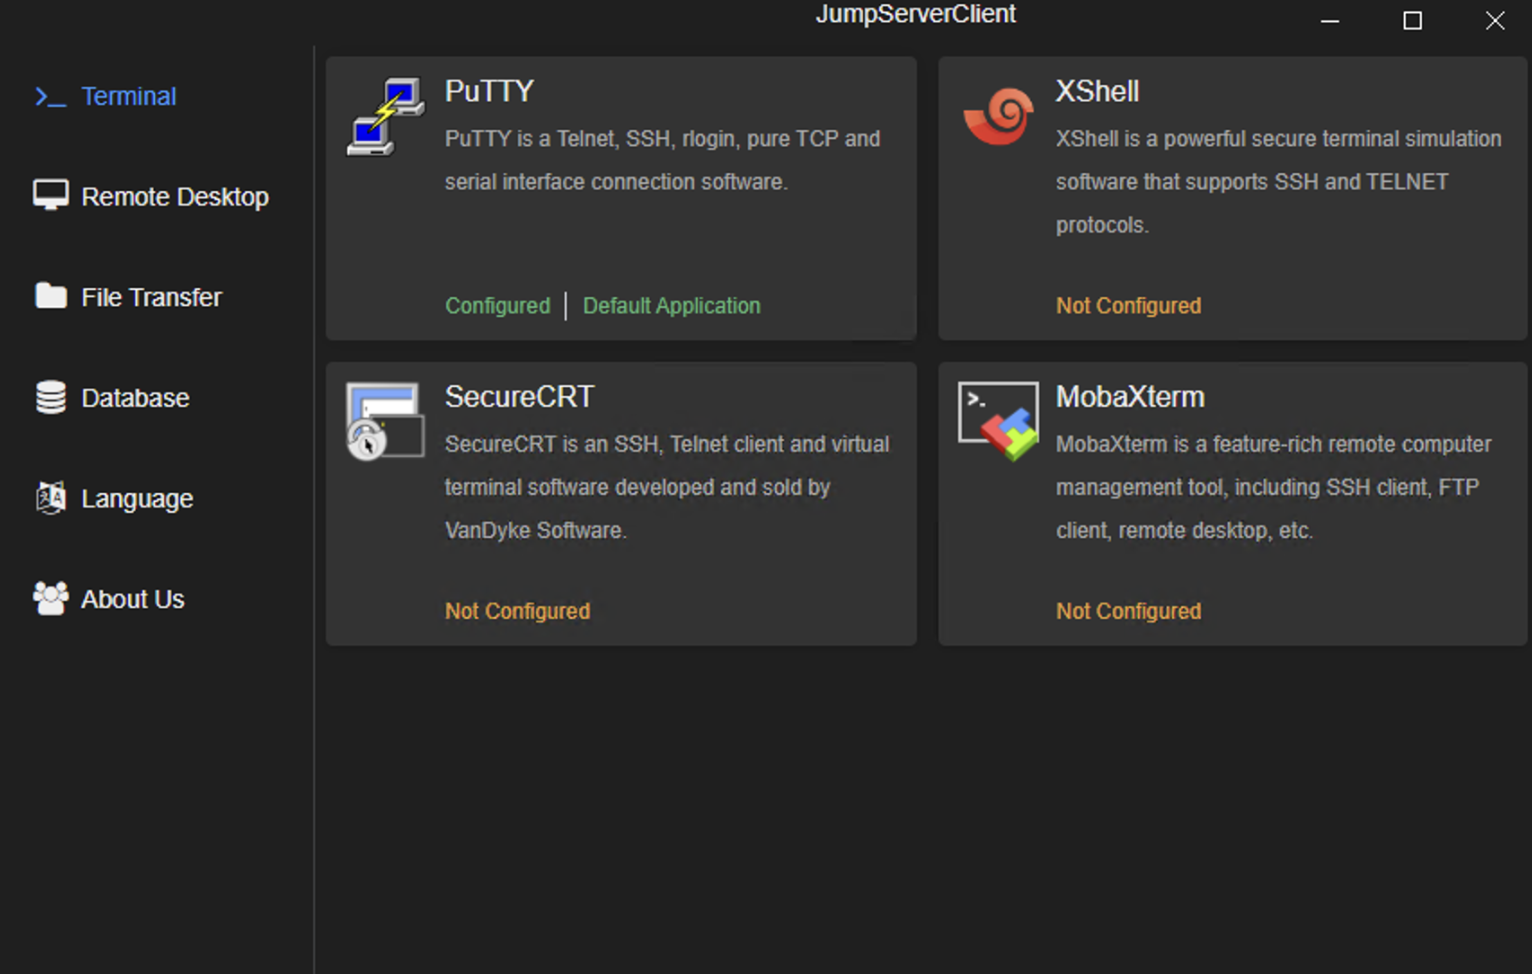 JumpServerClient
Terminal
Remote Desktop
File Transfer
Database
Language
About Us
PuTTY
PuTTY is a Telnet, SSH, rlogin, pure TCP and
serial interface connection software.
Configured | Default Application
XShell
XShell is a powerful secure terminal simulation
software that supports SSH and TELNET
protocols.
Not Configured
SecureCRT
SecureCRT is an SSH, Telnet client and virtual
terminal software developed and sold by
VanDyke Software.
Not Configured
MobaXterm
MobaXterm is a feature-rich remote computer
management tool, including SSH client, FTP
client, remote desktop, etc.
Not Configured